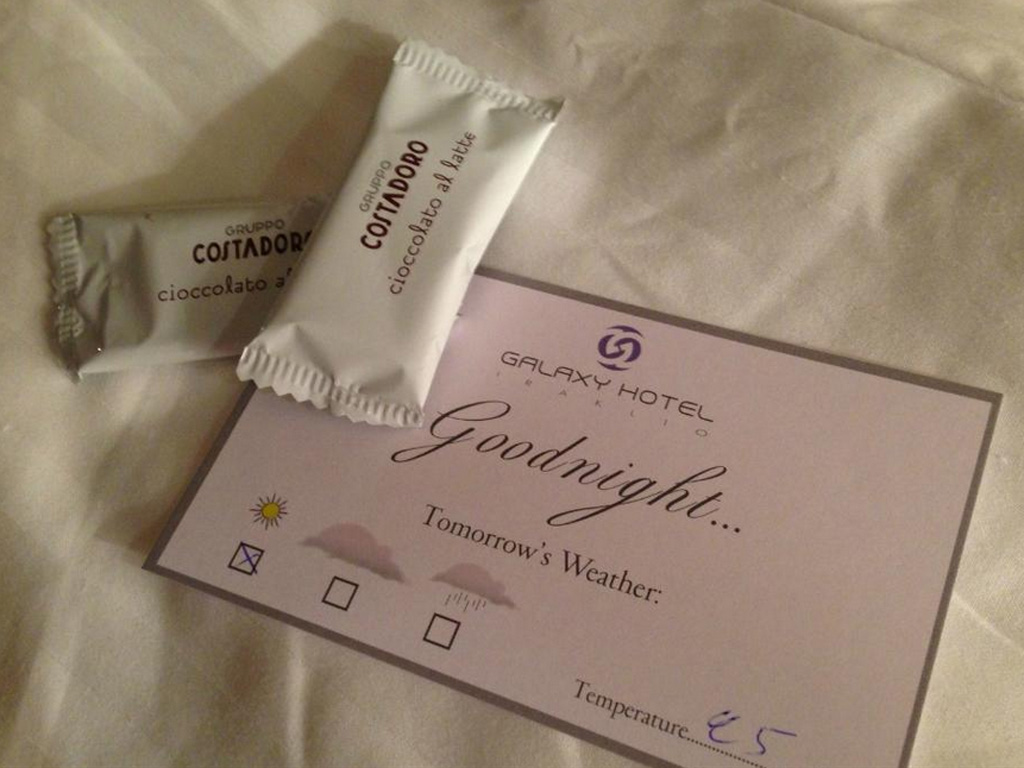 GRUPPO
COSTADORO
cioccolato al latte
GRUPPO
COSTADORO
cioccolato al
GALAXY HOTEL
IRAKLIO
Goodnight...
Tomorrow's Weather:
Temperature..............25